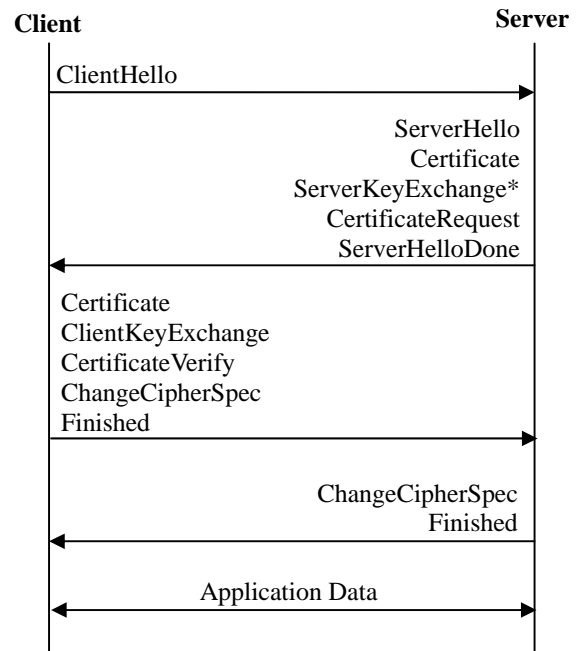 Client
Server
ClientHello
ServerHello
Certificate
ServerKeyExchange*
CertificateRequest
ServerHelloDone
Certificate
ClientKeyExchange
CertificateVerify
ChangeCipherSpec
Finished
ChangeCipherSpec
Finished
Application Data